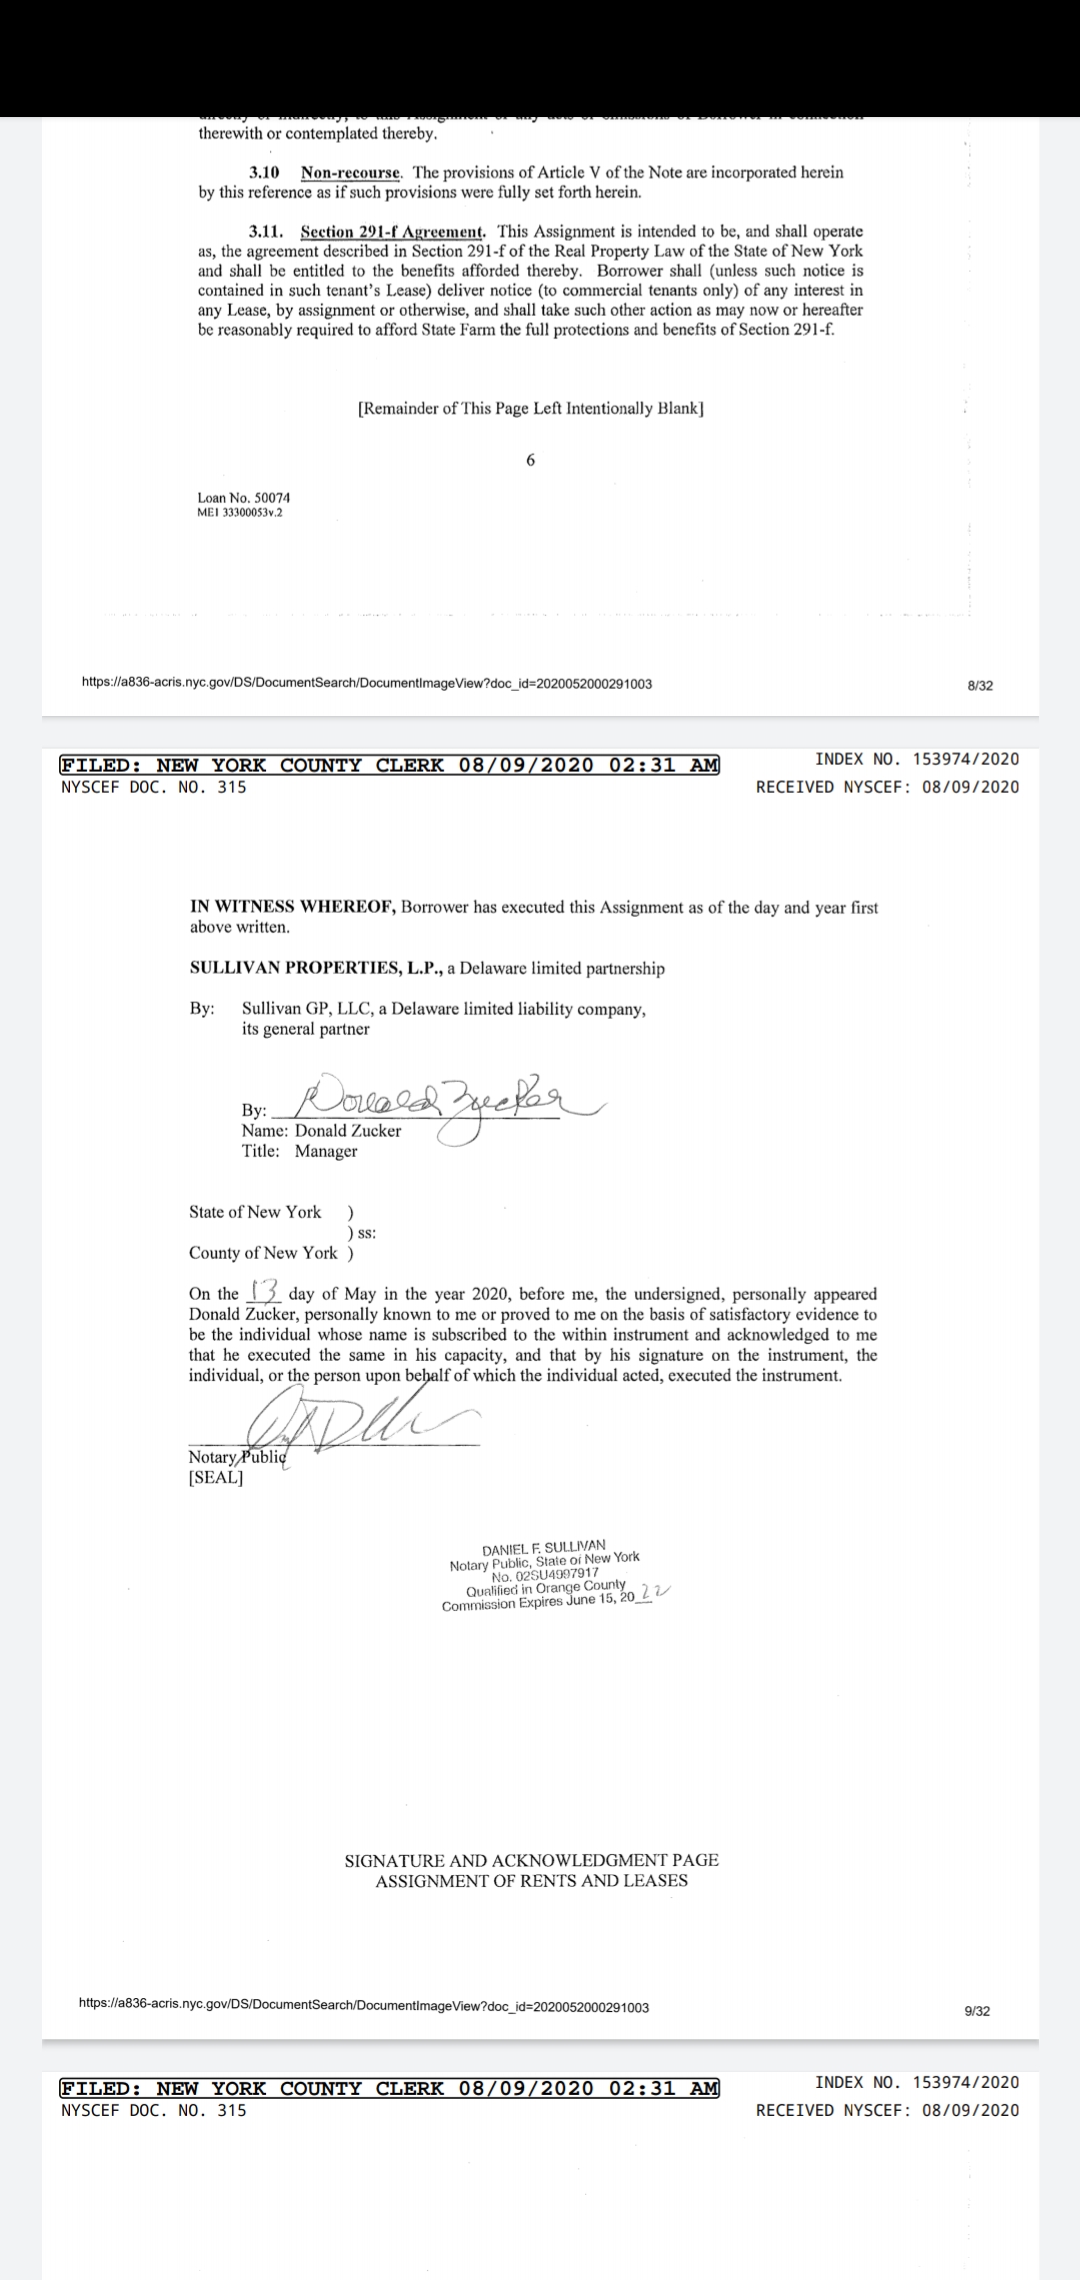 therewith or contemplated thereby.
3.10 Non-recourse. The provisions of Article V of the Note are incorporated herein
by this reference as if such provisions were fully set forth herein.
3.11. Section 291-f Agreement. This Assignment is intended to be, and shall operate
as, the agreement described in Section 291-f of the Real Property Law of the State of New York
and shall be entitled to the benefits afforded thereby. Borrower shall (unless such notice is
contained in such tenant's Lease) deliver notice (to commercial tenants only) of any interest in
any Lease, by assignment or otherwise, and shall take such other action as may now or hereafter
be reasonably required to afford State Farm the full protections and benefits of Section 291-f.
[Remainder of This Page Left Intentionally Blank]
6
Loan No. 50074
MEI 33300053v.2
https://a836-acris.nyc.gov/DS/DocumentSearch/DocumentImageView?doc_id=2020052000291003
8/32
FILED: NEW YORK COUNTY CLERK 08/09/2020 02:31 AM
INDEX NO. 153974/2020
NYSCEF DOC. NO. 315
RECEIVED NYSCEF: 08/09/2020
IN WITNESS WHEREOF, Borrower has executed this Assignment as of the day and year first
above written.
SULLIVAN PROPERTIES, L.P., a Delaware limited partnership
By: Sullivan GP, LLC, a Delaware limited liability company,
its general partner
By: Donald Zucker
Name: Donald Zucker
Title: Manager
State of New York )
) ss:
County of New York )
On the 13 day of May in the year 2020, before me, the undersigned, personally appeared
Donald Zucker, personally known to me or proved to me on the basis of satisfactory evidence to
be the individual whose name is subscribed to the within instrument and acknowledged to me
that he executed the same in his capacity, and that by his signature on the instrument, the
individual, or the person upon behalf of which the individual acted, executed the instrument.
Notary Public
[SEAL]
DANIEL F. SULLIVAN
Notary Public, State of New York
No. 02SU4997917
Qualified in Orange County
Commission Expires June 15, 2022
SIGNATURE AND ACKNOWLEDGMENT PAGE
ASSIGNMENT OF RENTS AND LEASES
https://a836-acris.nyc.gov/DS/DocumentSearch/DocumentImageView?doc_id=2020052000291003
9/32
FILED: NEW YORK COUNTY CLERK 08/09/2020 02:31 AM
INDEX NO. 153974/2020
NYSCEF DOC. NO. 315
RECEIVED NYSCEF: 08/09/2020